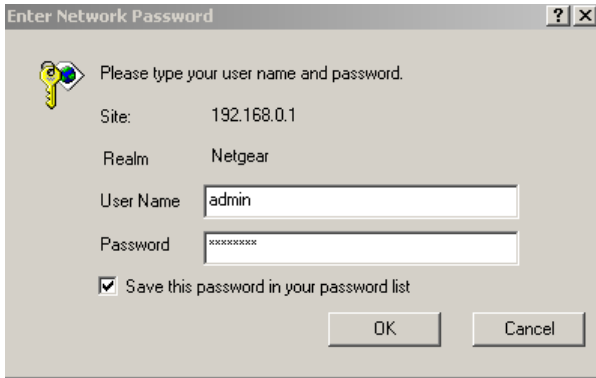 Enter Network Password
? X
Please type your user name and password.
Site: 192.168.0.1
Realm Netgear
User Name admin
Password ********
Save this password in your password list
OK Cancel